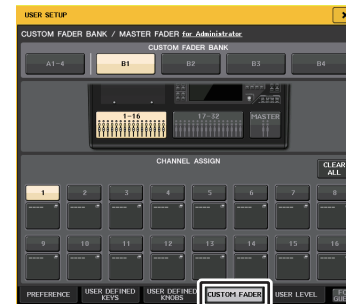 USER SETUP
CUSTOM FADER BANK / MASTER FADER for Administrator
CUSTOM FADER BANK
A1-4 B1 B2 B3 B4
1-16 17-32 MASTER
CHANNEL ASSIGN
CLEAR ALL
1 2 3 4 5 6 7 8
---- ---- ---- ---- ---- ---- ---- ----
9 10 11 12 13 14 15 16
---- ---- ---- ---- ---- ---- ---- ----
PREFERENCE USER DEFINED KEYS USER DEFINED KNOBS CUSTOM FADER USER LEVEL